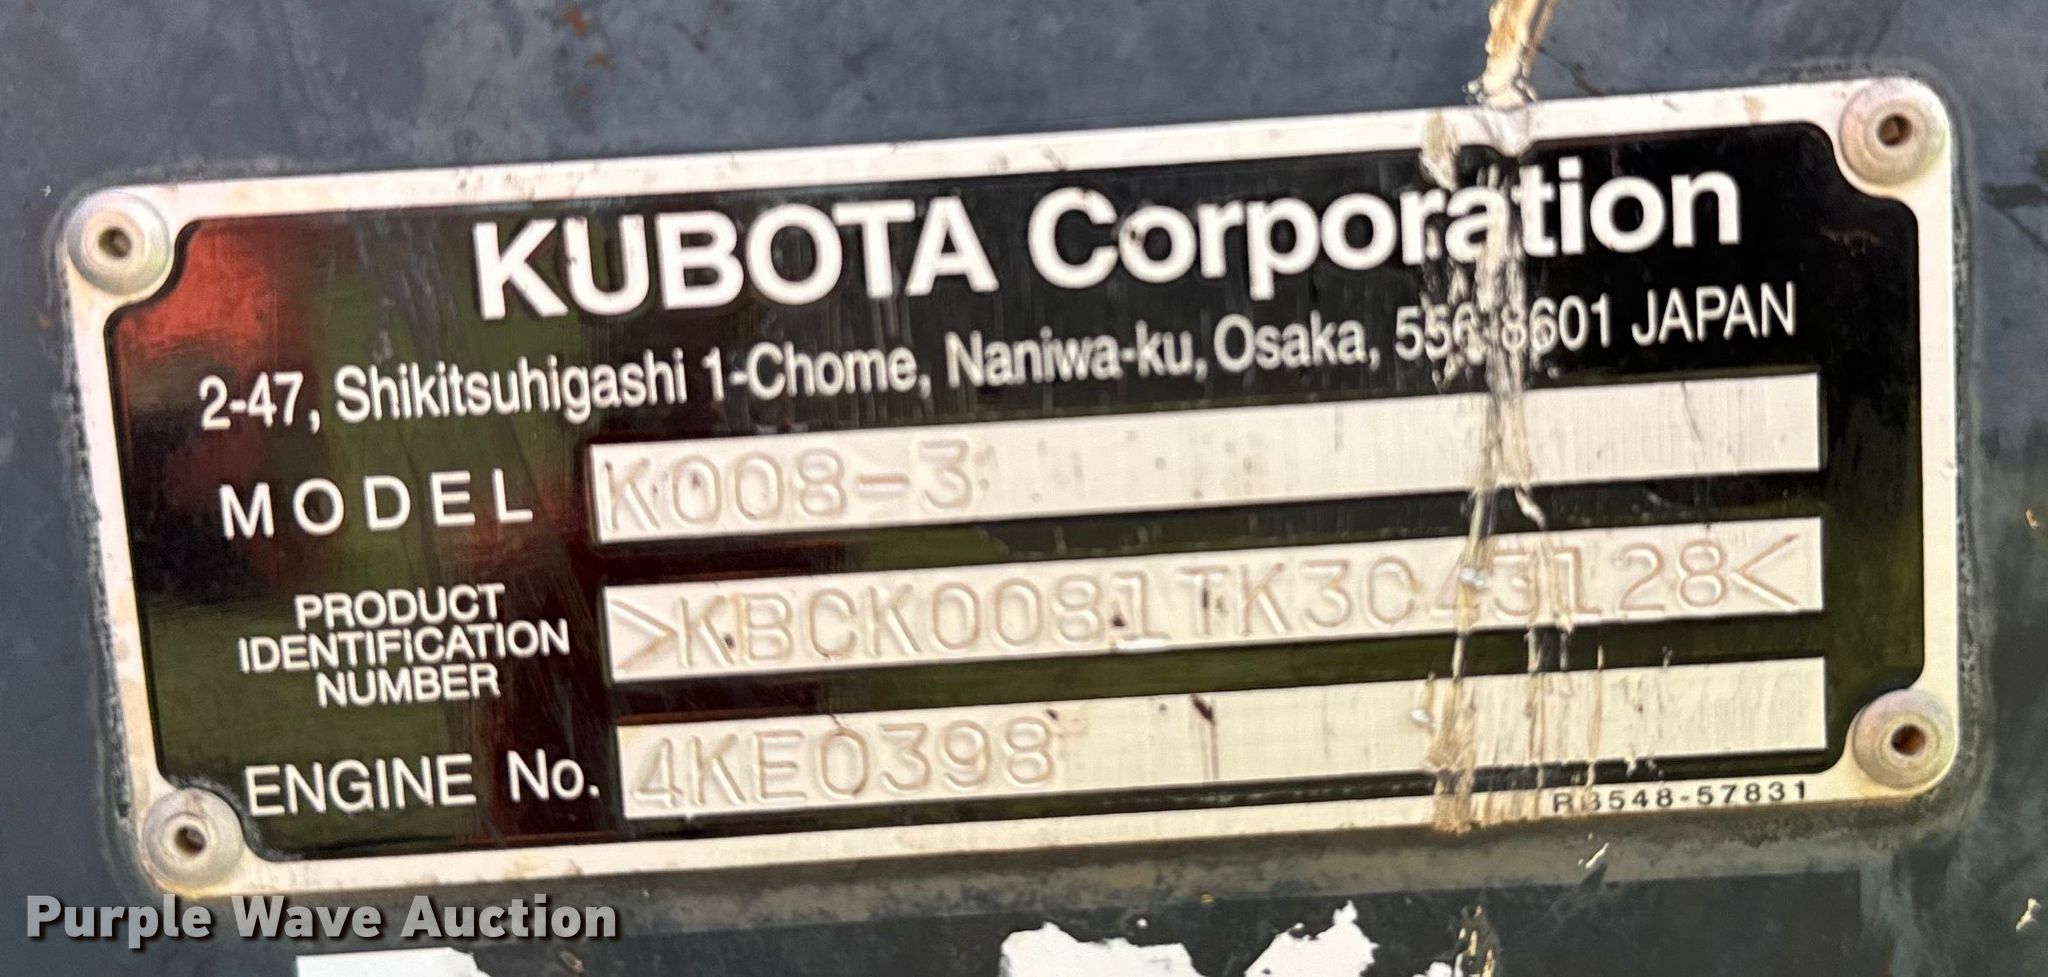 KUBOTA Corporation
2-47, Shikitsuhigashi 1-Chome, Naniwa-ku, Osaka, 556-8601 JAPAN
MODEL K008-3
PRODUCT
IDENTIFICATION
NUMBER
>KBCK0081TK3C43128<
ENGINE No. 4KE0398
RB548-57831
Purple Wave Auction